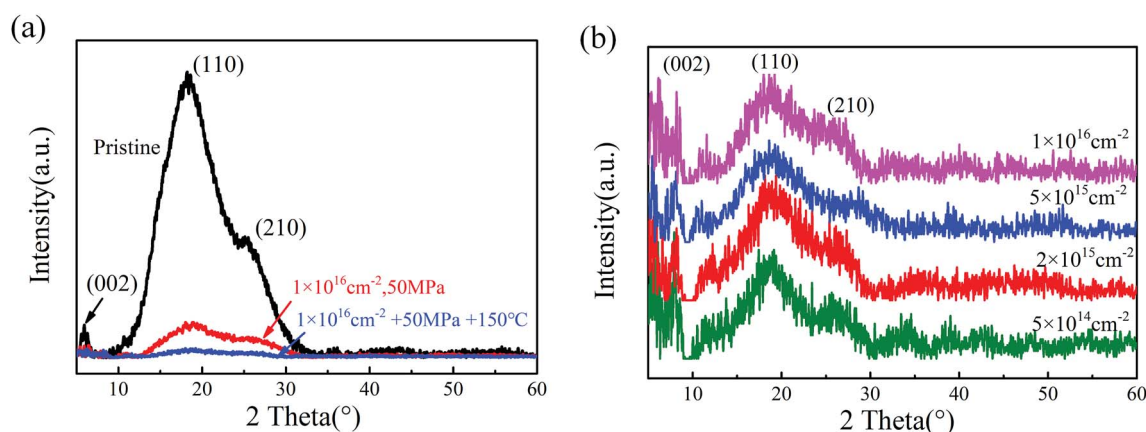 (a)
(110)
Pristine
(210)
(002)
1×10¹⁶cm⁻²,50MPa
1×10¹⁶cm⁻² +50MPa +150℃
Intensity(a.u.)
10 20 30 40 50 60
2 Theta(°)
(b)
(002) (110)
(210)
1×10¹⁶cm⁻²
5×10¹⁵cm⁻²
2×10¹⁵cm⁻²
5×10¹⁴cm⁻²
Intensity(a.u.)
10 20 30 40 50 60
2 Theta(°)